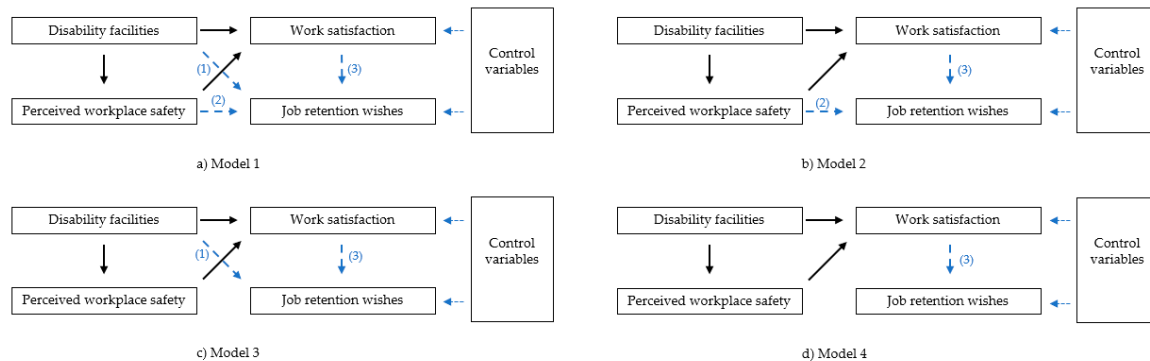 Disability facilities
Work satisfaction
(1)
(3)
Control
variables
(2)
Perceived workplace safety
Job retention wishes
a) Model 1
Disability facilities
Work satisfaction
(3)
Control
variables
(2)
Perceived workplace safety
Job retention wishes
b) Model 2
Disability facilities
Work satisfaction
(1)
(3)
Control
variables
Perceived workplace safety
Job retention wishes
c) Model 3
Disability facilities
Work satisfaction
(3)
Control
variables
Perceived workplace safety
Job retention wishes
d) Model 4